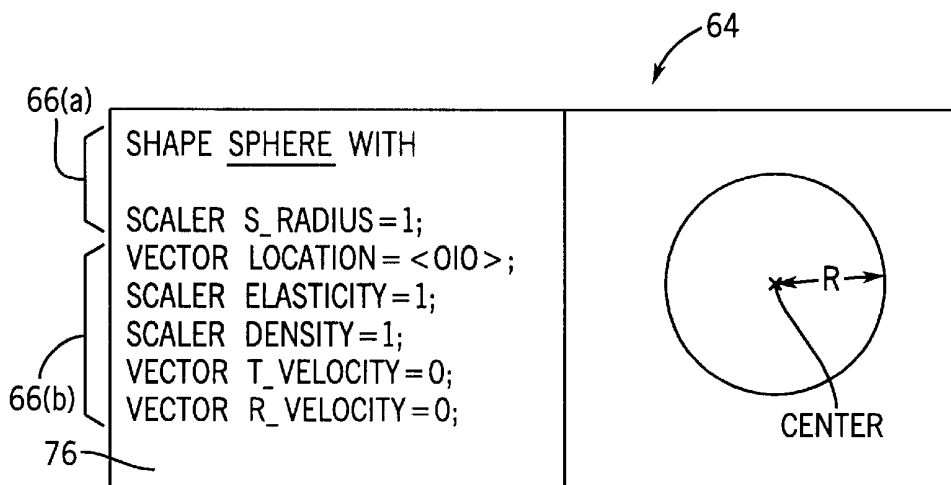 64
66(a)
SHAPE SPHERE WITH
SCALER S_RADIUS=1;
VECTOR LOCATION=<010>;
SCALER ELASTICITY=1;
SCALER DENSITY=1;
VECTOR T_VELOCITY=0;
66(b)
VECTOR R_VELOCITY=0;
76
R
CENTER